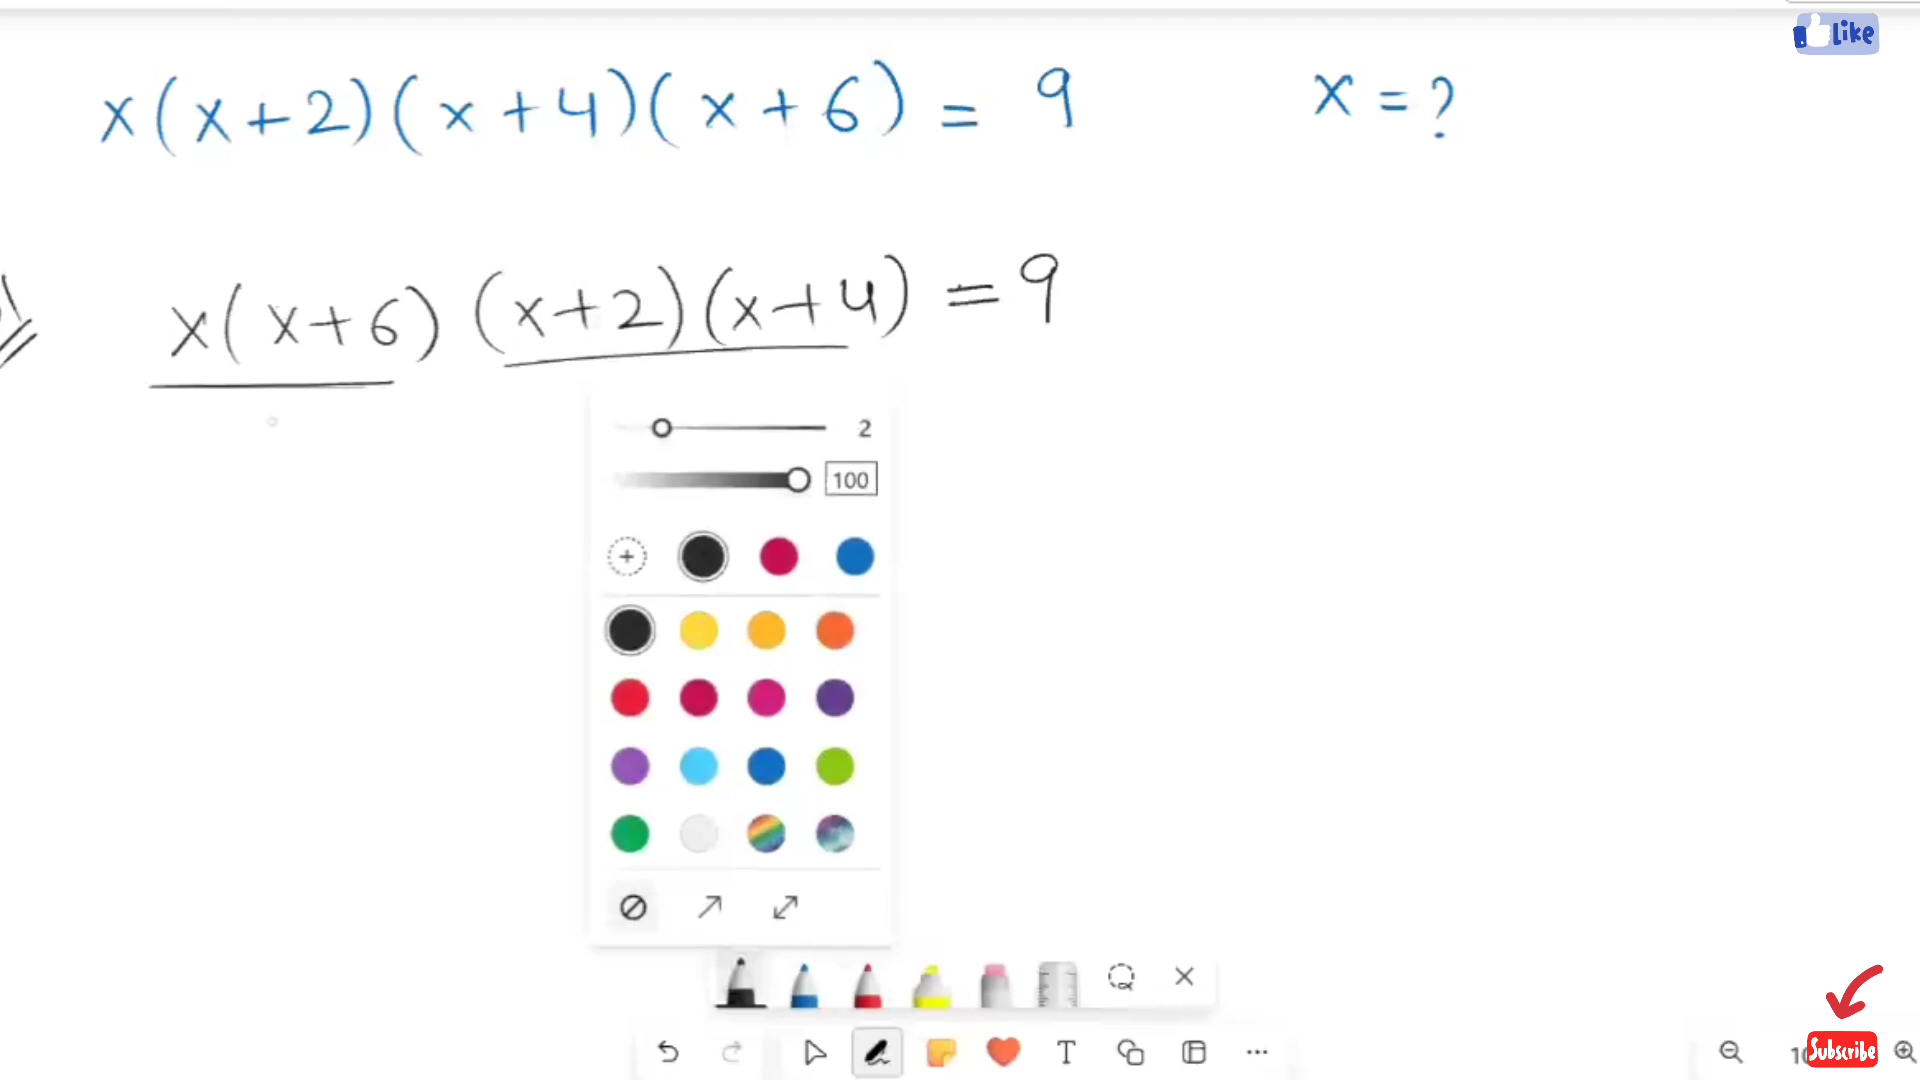 Like
x(x+2)(x+4)(x+6) = 9 x = ?
x(x+6) (x+2)(x+4) = 9
2
100
T
Subscribe